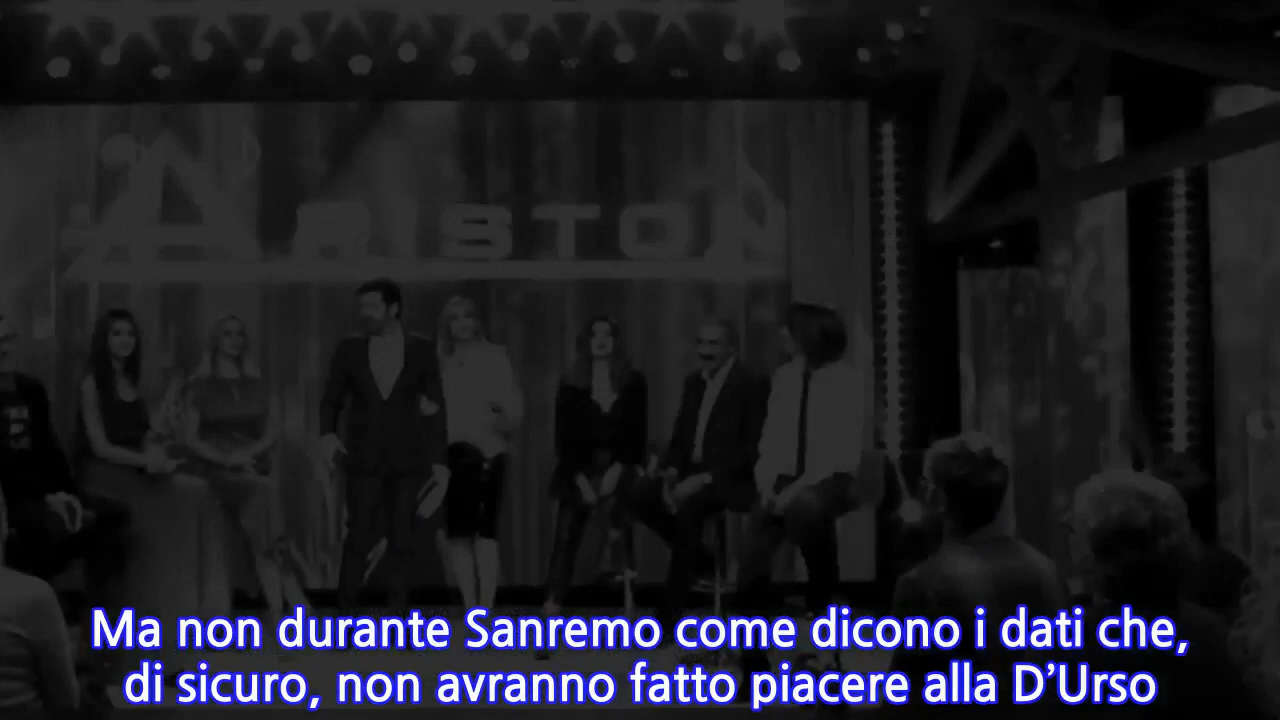 ARISTON
Ma non durante Sanremo come dicono i dati che,
di sicuro, non avranno fatto piacere alla D’Urso